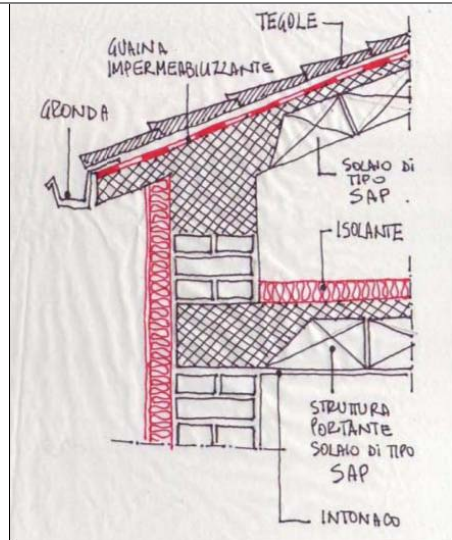 TEGOLE
GUAINA
IMPERMEABILIZZANTE
GRONDA
SOLAIO DI
TIPO
SAP.
ISOLANTE
STRUTTURA
PORTANTE
SOLAIO DI TIPO
SAP
INTONACO